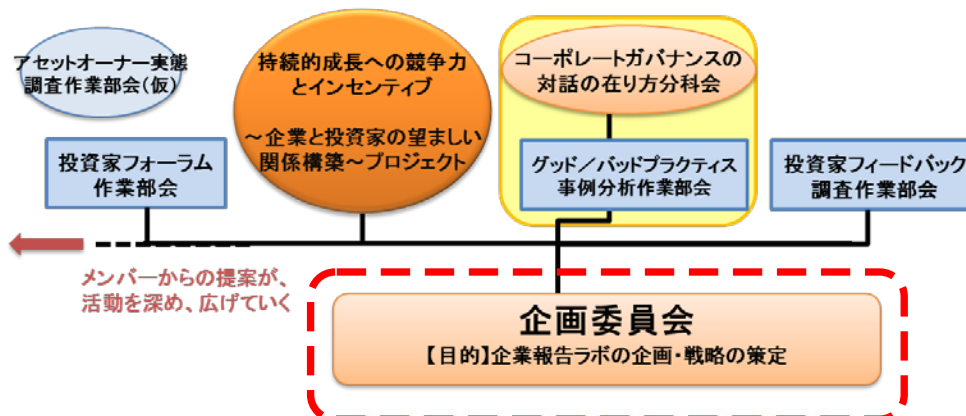 アセットオーナー実態
調査作業部会(仮)
持続的成長への競争力
とインセンティブ
~企業と投資家の望ましい
関係構築~プロジェクト
コーポレートガバナンスの
対話の在り方分科会
投資家フォーラム
作業部会
グッド/バッドプラクティス
事例分析作業部会
投資家フィードバック
調査作業部会
メンバーからの提案が、
活動を深め、広げていく
企画委員会
【目的】企業報告ラボの企画・戦略の策定